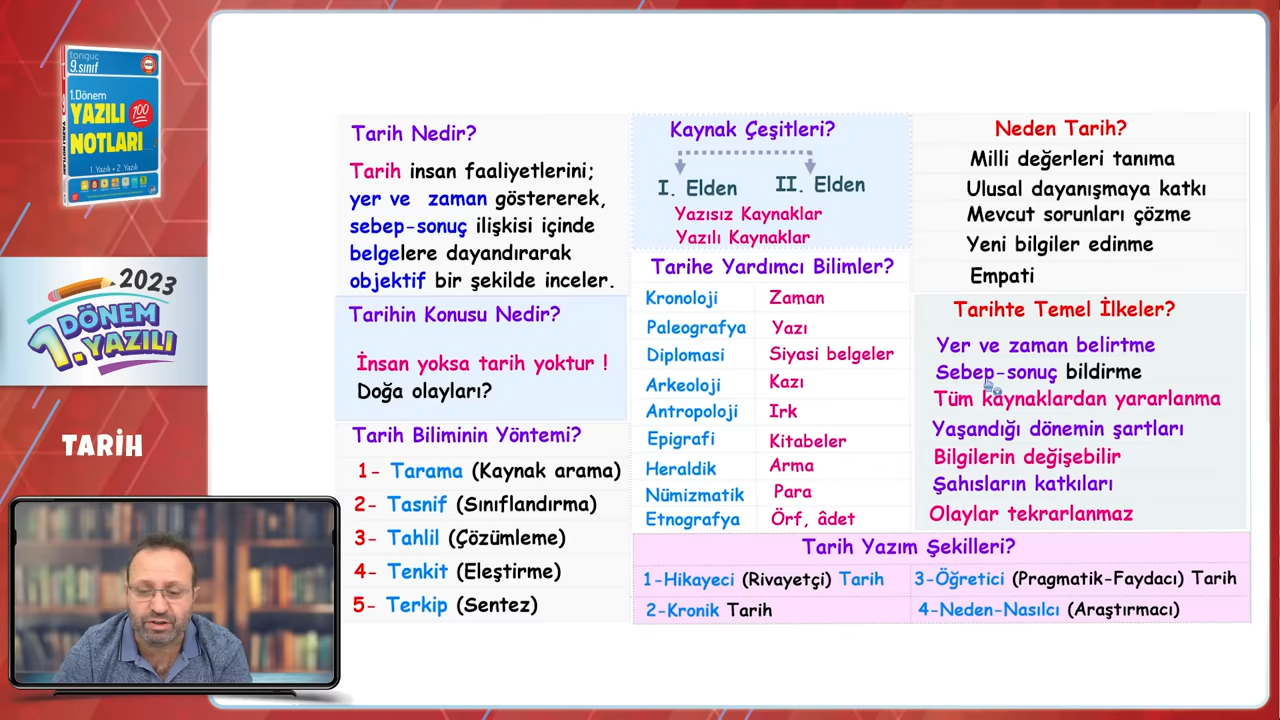 tonguç
9.sınıf
1.Dönem
YAZILI
100
NOTLARI
1.Yazılı • 2.Yazılı
YAZILI NOTLARI
2023
1. DÖNEM
YAZILI
TARİH
Tarih Nedir?
Tarih insan faaliyetlerini;
yer ve zaman göstererek,
sebep-sonuç ilişkisi içinde
belgelere dayandırarak
objektif bir şekilde inceler.
Tarihin Konusu Nedir?
İnsan yoksa tarih yoktur !
Doğa olayları?
Tarih Biliminin Yöntemi?
1- Tarama (Kaynak arama)
2- Tasnif (Sınıflandırma)
3- Tahlil (Çözümleme)
4- Tenkit (Eleştirme)
5- Terkip (Sentez)
Kaynak Çeşitleri?
I. Elden II. Elden
Yazısız Kaynaklar
Yazılı Kaynaklar
Tarihe Yardımcı Bilimler?
Kronoloji Zaman
Paleografya Yazı
Diplomasi Siyasi belgeler
Arkeoloji Kazı
Antropoloji Irk
Epigrafi Kitabeler
Heraldik Arma
Nümizmatik Para
Etnografya Örf, âdet
Neden Tarih?
Milli değerleri tanıma
Ulusal dayanışmaya katkı
Mevcut sorunları çözme
Yeni bilgiler edinme
Empati
Tarihte Temel İlkeler?
Yer ve zaman belirtme
Sebep-sonuç bildirme
Tüm kaynaklardan yararlanma
Yaşandığı dönemin şartları
Bilgilerin değişebilir
Şahısların katkıları
Olaylar tekrarlanmaz
Tarih Yazım Şekilleri?
1-Hikayeci (Rivayetçi) Tarih
2-Kronik Tarih
3-Öğretici (Pragmatik-Faydacı) Tarih
4-Neden-Nasılcı (Araştırmacı)